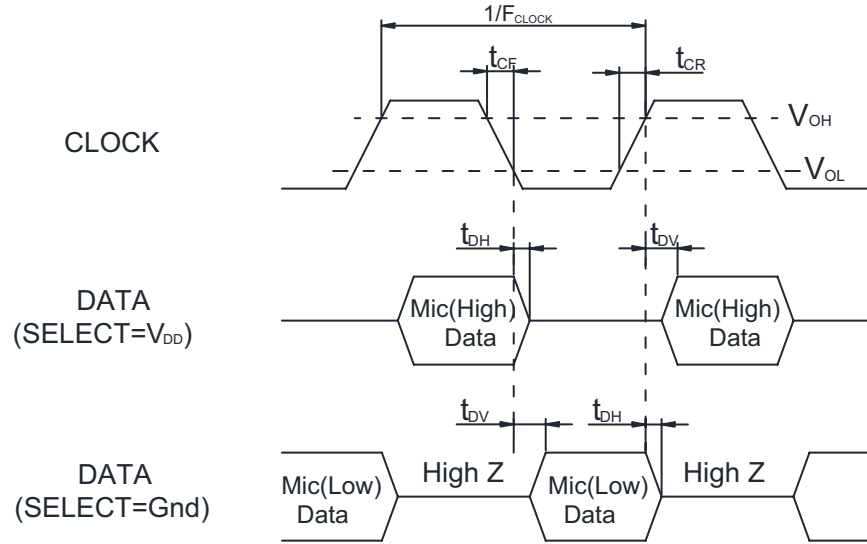 1/FCLOCK
tCF
tCR
CLOCK
VOH
VOL
tDH
tDV
DATA
(SELECT=VDD)
Mic(High)
Data
Mic(High)
Data
tDV
tDH
DATA
(SELECT=Gnd)
Mic(Low)
Data
High Z
Mic(Low)
Data
High Z